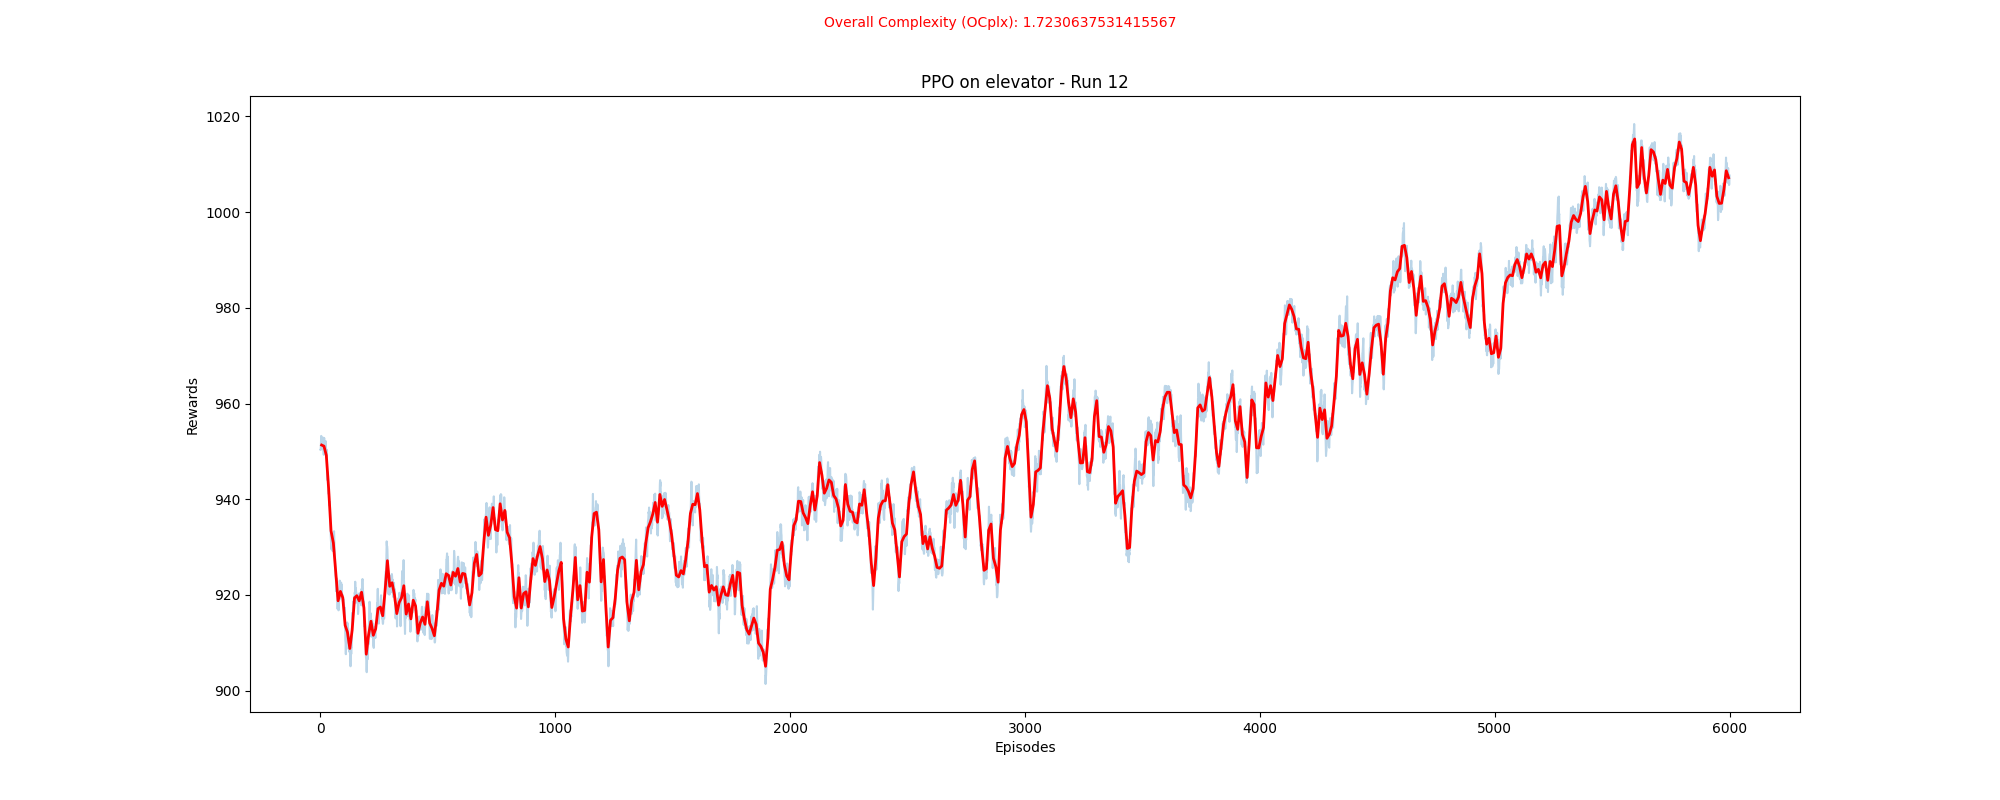 Overall Complexity (OCplx): 1.7230637531415567
PPO on elevator - Run 12
1020
1000
980
960
940
920
900
Rewards
0 1000 2000 3000 4000 5000 6000
Episodes